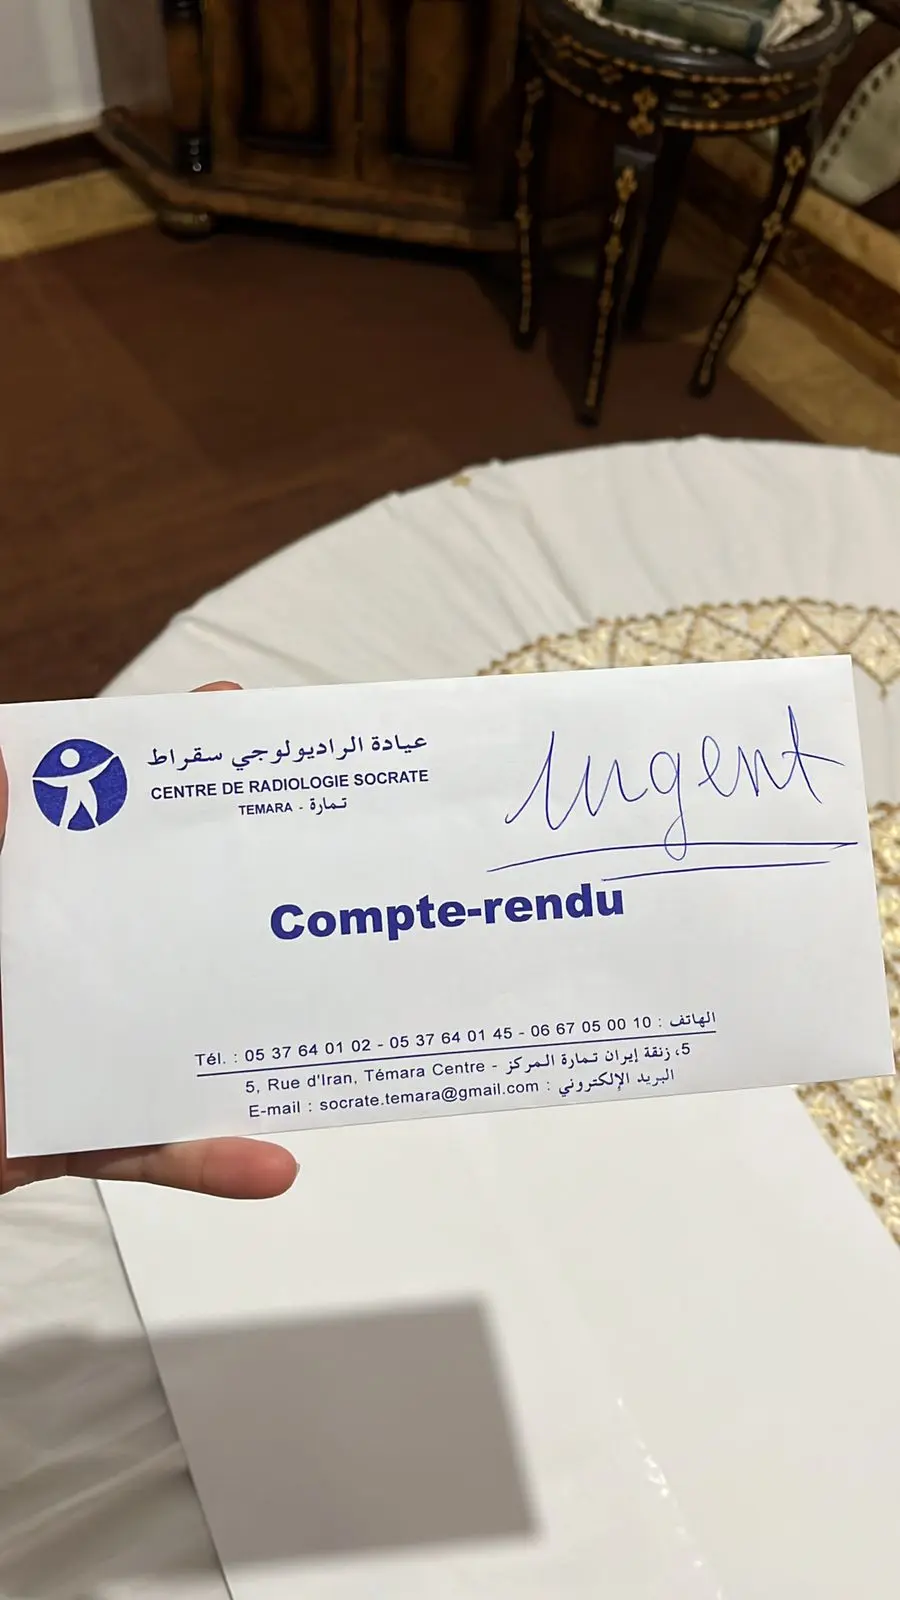 عيادة الراديولوجي سقراط
CENTRE DE RADIOLOGIE SOCRATE
TEMARA - تمارة
Urgent
Compte-rendu
Tél. : 05 37 64 01 02 - 05 37 64 01 45 - 06 67 05 00 10 : الهاتف
5, Rue d'Iran, Témara Centre - 5، زنقة إيران تمارة المركز
E-mail : socrate.temara@gmail.com : البريد الإلكتروني